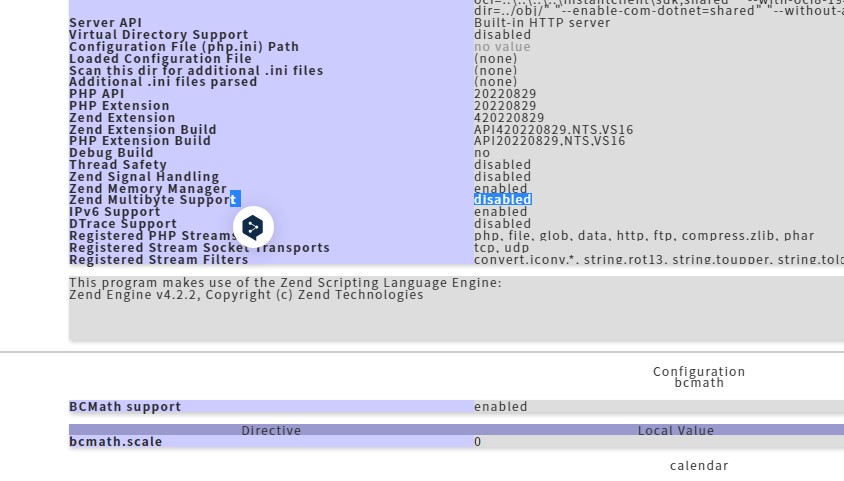 dir=../obj/" "--enable-com-dotnet=shared" "--without-a
Server API Built-in HTTP server
Virtual Directory Support disabled
Configuration File (php.ini) Path no value
Loaded Configuration File (none)
Scan this dir for additional .ini files (none)
Additional .ini files parsed (none)
PHP API 20220829
PHP Extension 20220829
Zend Extension 420220829
Zend Extension Build API420220829,NTS,VS16
PHP Extension Build API20220829,NTS,VS16
Debug Build no
Thread Safety disabled
Zend Signal Handling disabled
Zend Memory Manager enabled
Zend Multibyte Support disabled
IPv6 Support enabled
DTrace Support disabled
Registered PHP Streams php, file, glob, data, http, ftp, compress.zlib, phar
Registered Stream Socket Transports tcp, udp
Registered Stream Filters convert.iconv.*, string.rot13, string.toupper, string.tolo
This program makes use of the Zend Scripting Language Engine:
Zend Engine v4.2.2, Copyright (c) Zend Technologies
Configuration
bcmath
BCMath support enabled
Directive Local Value
bcmath.scale 0
calendar